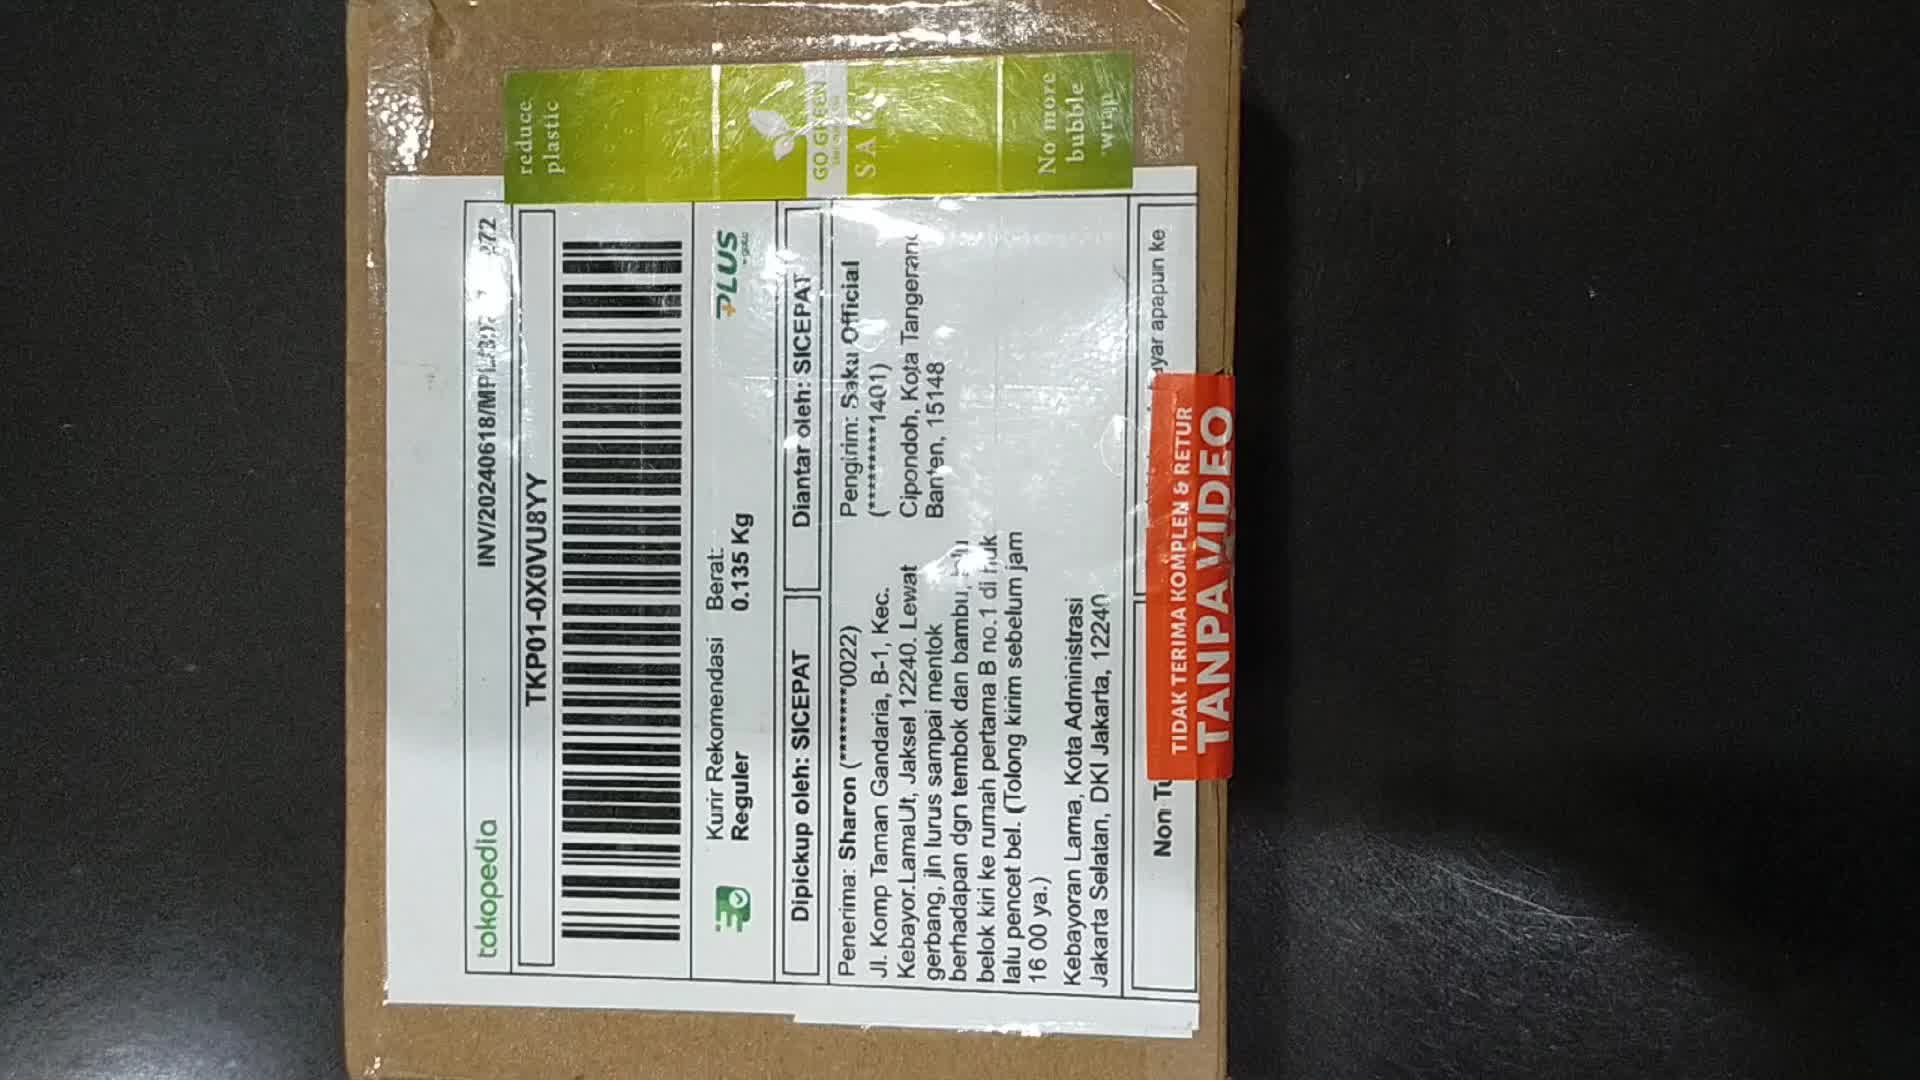 reduce
plastic
GO GREEN
No more
bubble
wrap
tokopedia
INV/20240618/MPL/
TKP01-0X0VU8YY
Kurir Rekomendasi
Reguler
Berat:
0.135 Kg
PLUS
Dipickup oleh: SICEPAT
Diantar oleh: SICEPAT
Penerima: Sharon (********0022)
Jl. Komp Taman Gandaria, B-1, Kec.
Kebayor.LamaUt, Jaksel 12240. Lewat
gerbang, jln lurus sampai mentok
berhadapan dgn tembok dan bambu,
belok kiri ke rumah pertama B no.1 di huk
lalu pencet bel. (Tolong kirim sebelum jam
16 00 ya.)
Kebayoran Lama, Kota Administrasi
Jakarta Selatan, DKI Jakarta, 12240
Pengirim: Saku Official
(*********1401)
Cipondoh, Kota Tangerang
Banten, 15148
Non
apapun ke
TIDAK TERIMA KOMPLEN & RETUR
TANPA VIDEO